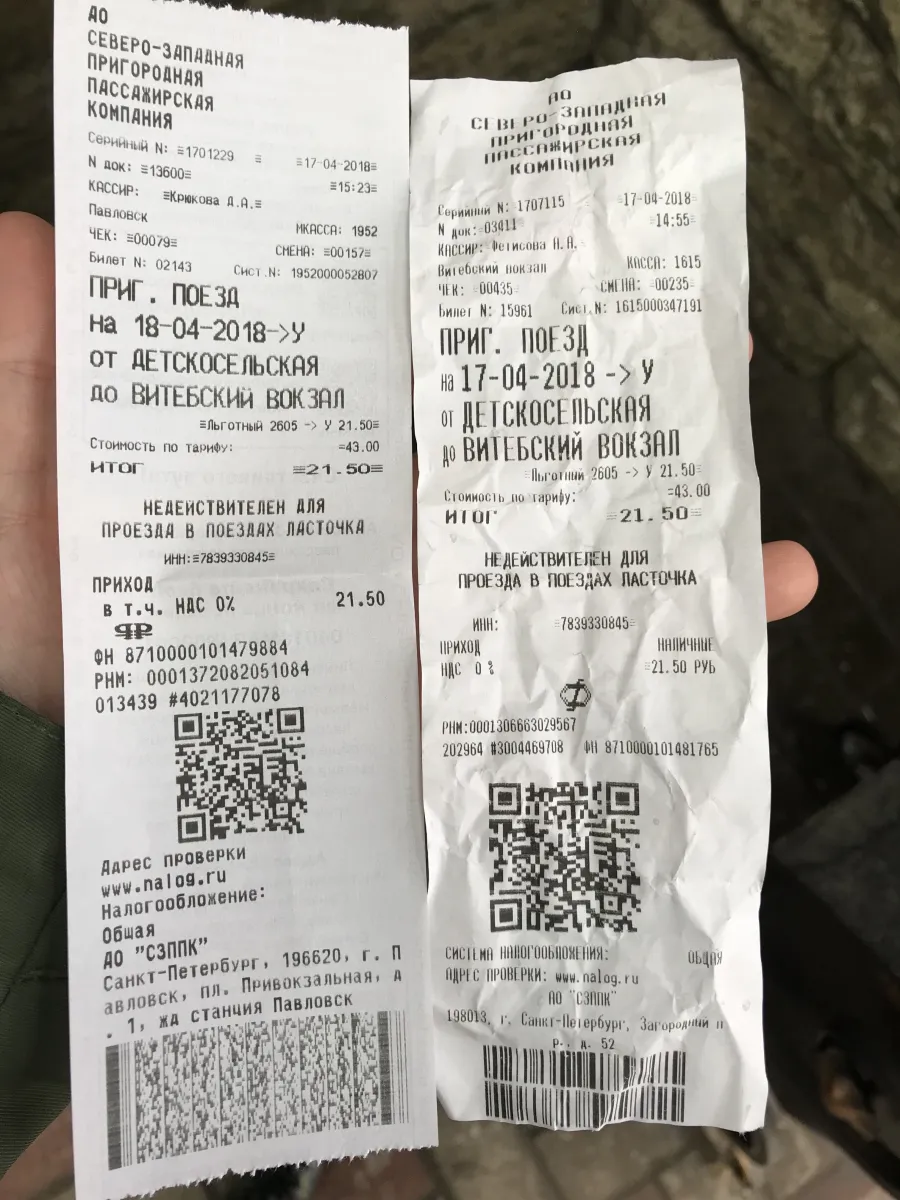 АО
СЕВЕРО-ЗАПАДНАЯ
ПРИГОРОДНАЯ
ПАССАЖИРСКАЯ
КОМПАНИЯ
Серийный N: ≡1701229 ≡ ≡17-04-2018≡
N док: ≡13600≡ ≡15:23≡
КАССИР: ≡Крюкова Д.А.≡
Павловск МКАССА: 1952
ЧЕК: ≡00079≡ СМЕНА: ≡00157≡
Билет N: 02143 Сист.N: 1952000052807
ПРИГ. ПОЕЗД
на 18-04-2018->У
от ДЕТСКОСЕЛЬСКАЯ
до ВИТЕБСКИЙ ВОКЗАЛ
≡Льготный 2605 -> У 21.50≡
Стоимость по тарифу: ≡43.00
ИТОГ ≡21.50≡
НЕДЕЙСТВИТЕЛЕН ДЛЯ
ПРОЕЗДА В ПОЕЗДАХ ЛАСТОЧКА
ИНН:≡7839330845≡
ПРИХОД
в т.ч. НДС 0% 21.50
ФН 8710000101479884
РНМ: 0001372082051084
013439 #4021177078
Адрес проверки
www.nalog.ru
Налогообложение:
Общая
АО "СЗППК"
Санкт-Петербург, 196620, г. П
авловск, пл. Привокзальная, д
. 1, жд станция Павловск
АО
СЕВЕРО-ЗАПАДНАЯ
ПРИГОРОДНАЯ
ПАССАЖИРСКАЯ
КОМПАНИЯ
Серийный N: 1707115 ≡17-04-2018≡
N док: 03411 ≡14:55≡
КАССИР: Фетисова Н.А.
Витебский вокзал КАССА: 1615
ЧЕК: ≡00435≡ СМЕНА: ≡00235≡
Билет N: 15961 Сист.N: 1615000347191
ПРИГ. ПОЕЗД
на 17-04-2018 -> У
от ДЕТСКОСЕЛЬСКАЯ
до ВИТЕБСКИЙ ВОКЗАЛ
≡Льготный 2605 -> У 21.50≡
Стоимость по тарифу: ≡43.00
ИТОГ ≡21.50≡
НЕДЕЙСТВИТЕЛЕН ДЛЯ
ПРОЕЗДА В ПОЕЗДАХ ЛАСТОЧКА
ИНН: ≡7839330845≡
ПРИХОД НАЛИЧНЫЕ
НДС 0 % ≡21.50 РУБ
РНМ:0001306663029567
202964 #3004469708 ФН 8710000101481765
СИСТЕМА НАЛОГООБЛОЖЕНИЯ: ОБЩАЯ
АДРЕС ПРОВЕРКИ: www.nalog.ru
АО "СЗППК"
198013, г. Санкт-Петербург, Загородный п
р., д. 52